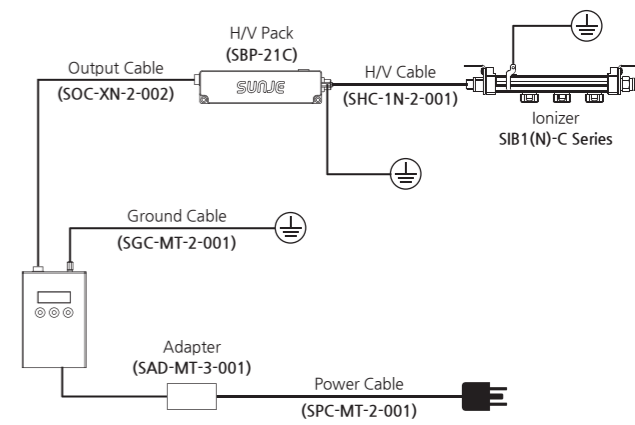 H/V Pack
(SBP-21C)
Output Cable
(SOC-XN-2-002)
SUNJE
H/V Cable
(SHC-1N-2-001)
Ionizer
SIB1(N)-C Series
Ground Cable
(SGC-MT-2-001)
Adapter
(SAD-MT-3-001)
Power Cable
(SPC-MT-2-001)